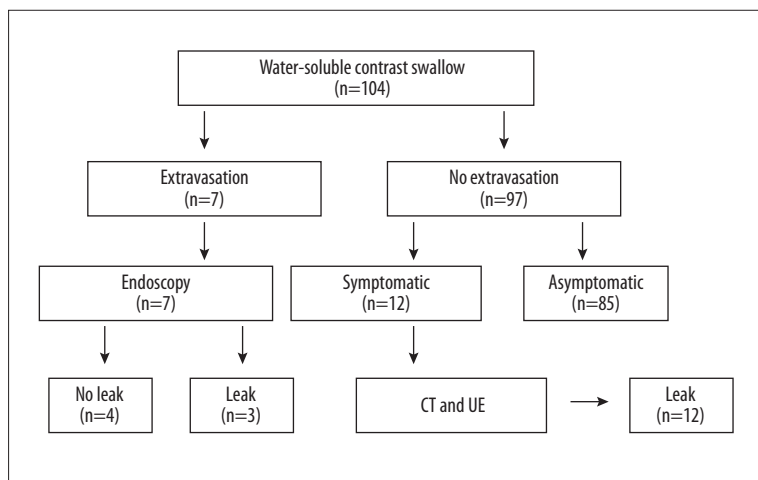 Water-soluble contrast swallow
(n=104)
Extravasation
(n=7)
No extravasation
(n=97)
Endoscopy
(n=7)
Symptomatic
(n=12)
Asymptomatic
(n=85)
No leak
(n=4)
Leak
(n=3)
CT and UE
Leak
(n=12)